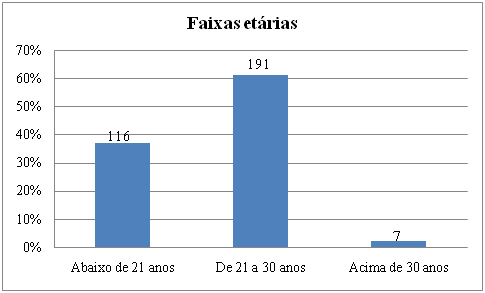 Faixas etárias
70%
60%
50%
40%
30%
20%
10%
0%
116
191
7
Abaixo de 21 anos
De 21 a 30 anos
Acima de 30 anos